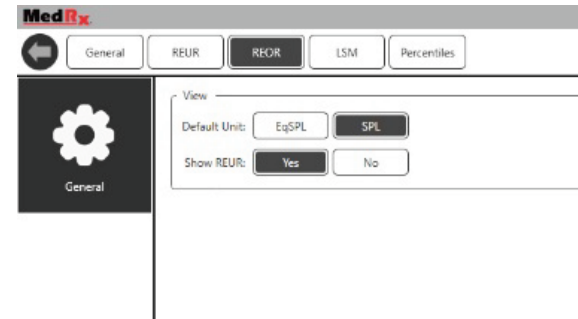 MedRx
General REUR REOR LSM Percentiles
View
Default Unit: EqSPL SPL
Show REUR: Yes No
General